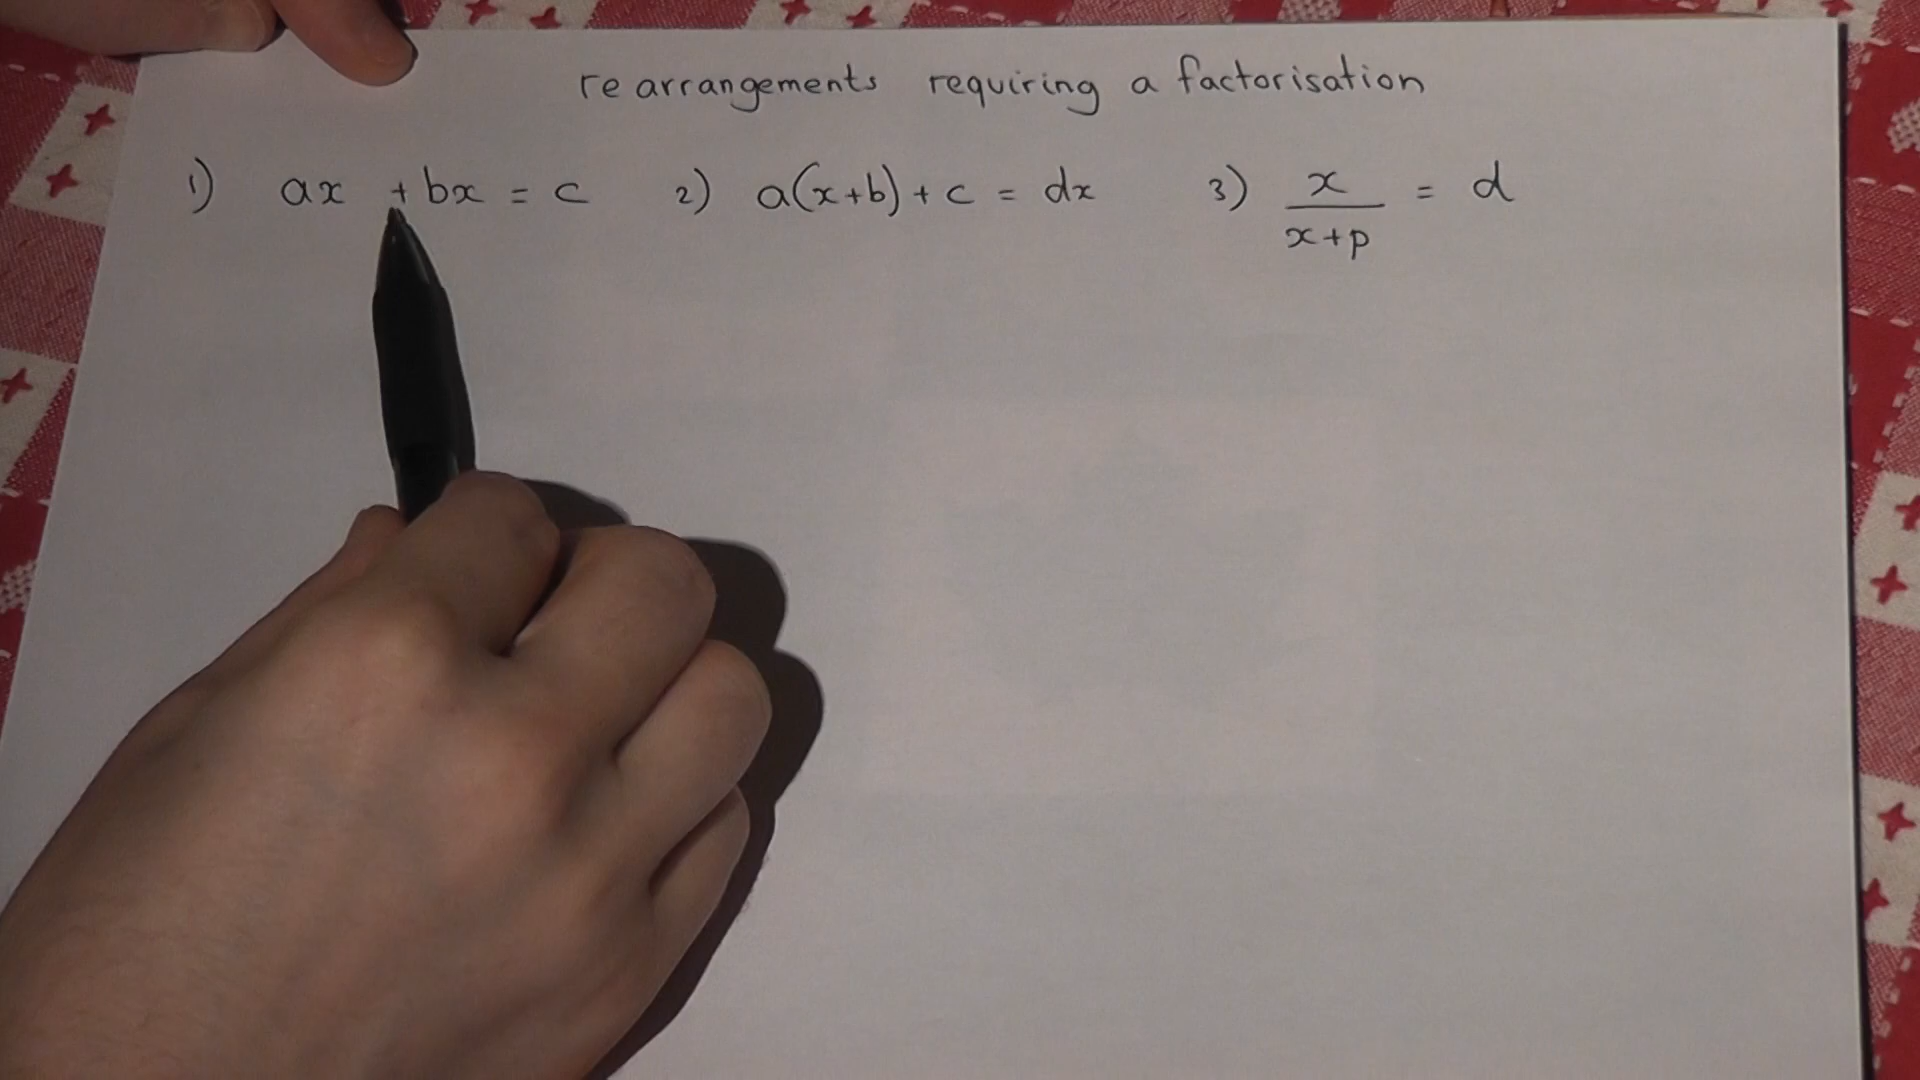 rearrangements requiring a factorisation
1) ax + bx = c 2) a(x+b) + c = dx 3) x/(x+p) = d